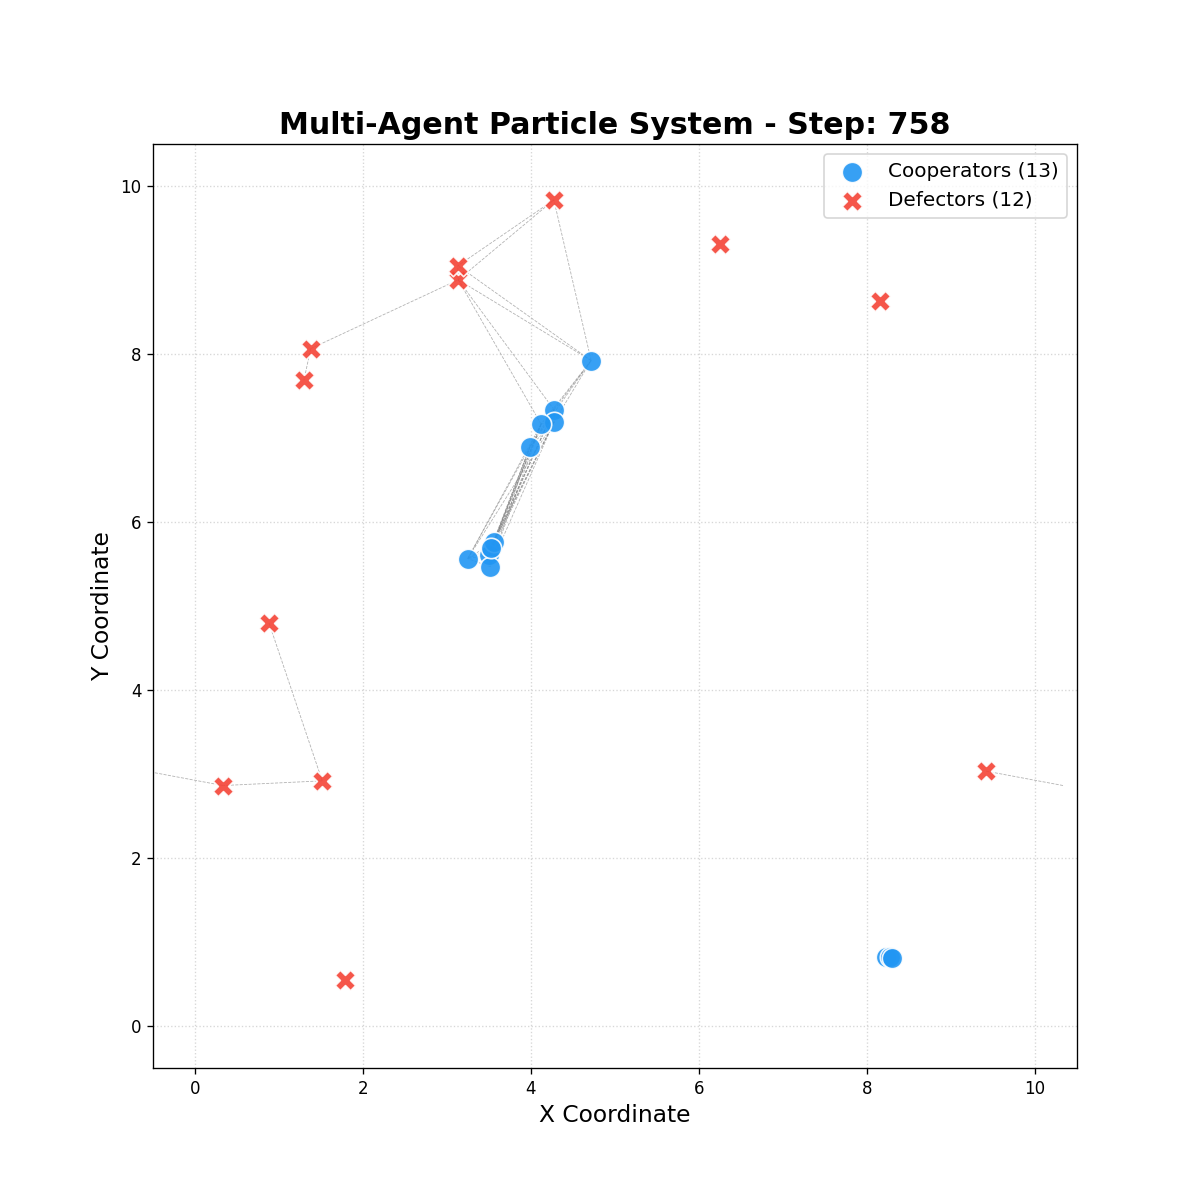 Multi-Agent Particle System - Step: 758
Cooperators (13)
Defectors (12)
Y Coordinate
10
8
6
4
2
0
0 2 4 6 8 10
X Coordinate